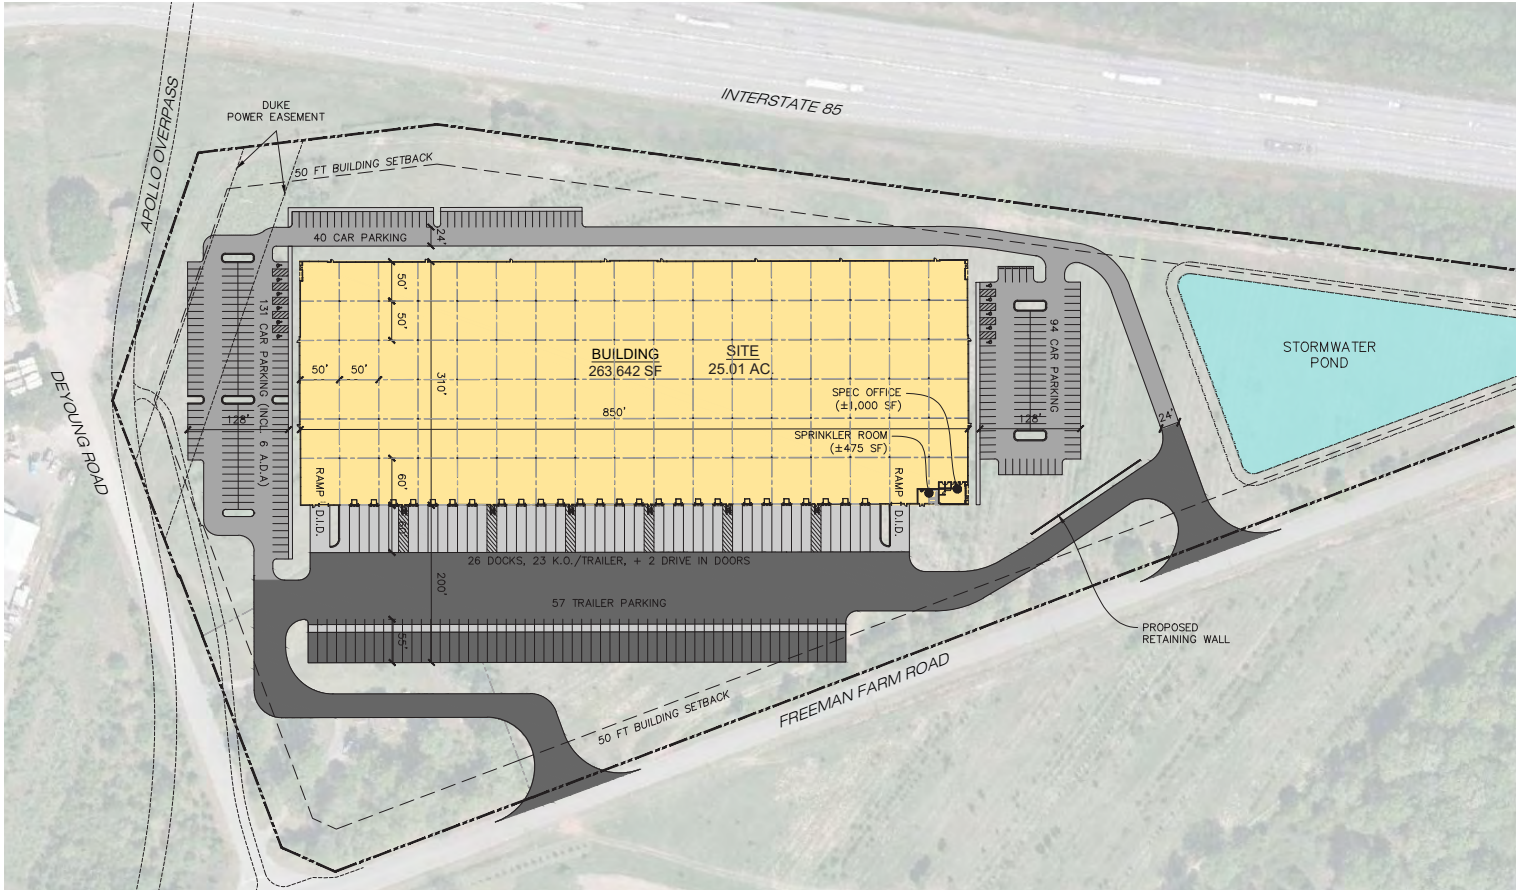 INTERSTATE 85
APOLLO OVERPASS
DUKE
POWER EASEMENT
50 FT BUILDING SETBACK
40 CAR PARKING
24'
50'
50'
131 CAR PARKING (INCL. 6 A.D.A)
94 CAR PARKING
BUILDING
263,642 SF
SITE
25.01 AC.
STORMWATER
POND
50'
50'
310'
SPEC OFFICE
(±1,000 SF)
850'
128'
128'
24'
SPRINKLER ROOM
(±475 SF)
DEYOUNG ROAD
60'
RAMP D.I.D.
RAMP D.I.D.
26 DOCKS, 23 K.O./TRAILER, + 2 DRIVE IN DOORS
200'
57 TRAILER PARKING
55'
PROPOSED
RETAINING WALL
FREEMAN FARM ROAD
50 FT BUILDING SETBACK